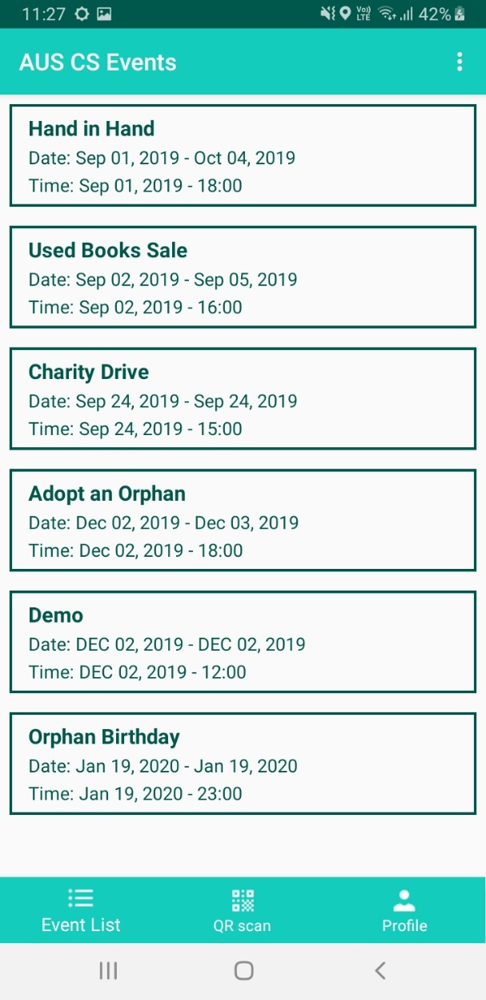 11:27 Vo)) LTE 42%
AUS CS Events
Hand in Hand
Date: Sep 01, 2019 - Oct 04, 2019
Time: Sep 01, 2019 - 18:00
Used Books Sale
Date: Sep 02, 2019 - Sep 05, 2019
Time: Sep 02, 2019 - 16:00
Charity Drive
Date: Sep 24, 2019 - Sep 24, 2019
Time: Sep 24, 2019 - 15:00
Adopt an Orphan
Date: Dec 02, 2019 - Dec 03, 2019
Time: Dec 02, 2019 - 18:00
Demo
Date: DEC 02, 2019 - DEC 02, 2019
Time: DEC 02, 2019 - 12:00
Orphan Birthday
Date: Jan 19, 2020 - Jan 19, 2020
Time: Jan 19, 2020 - 23:00
Event List QR scan Profile